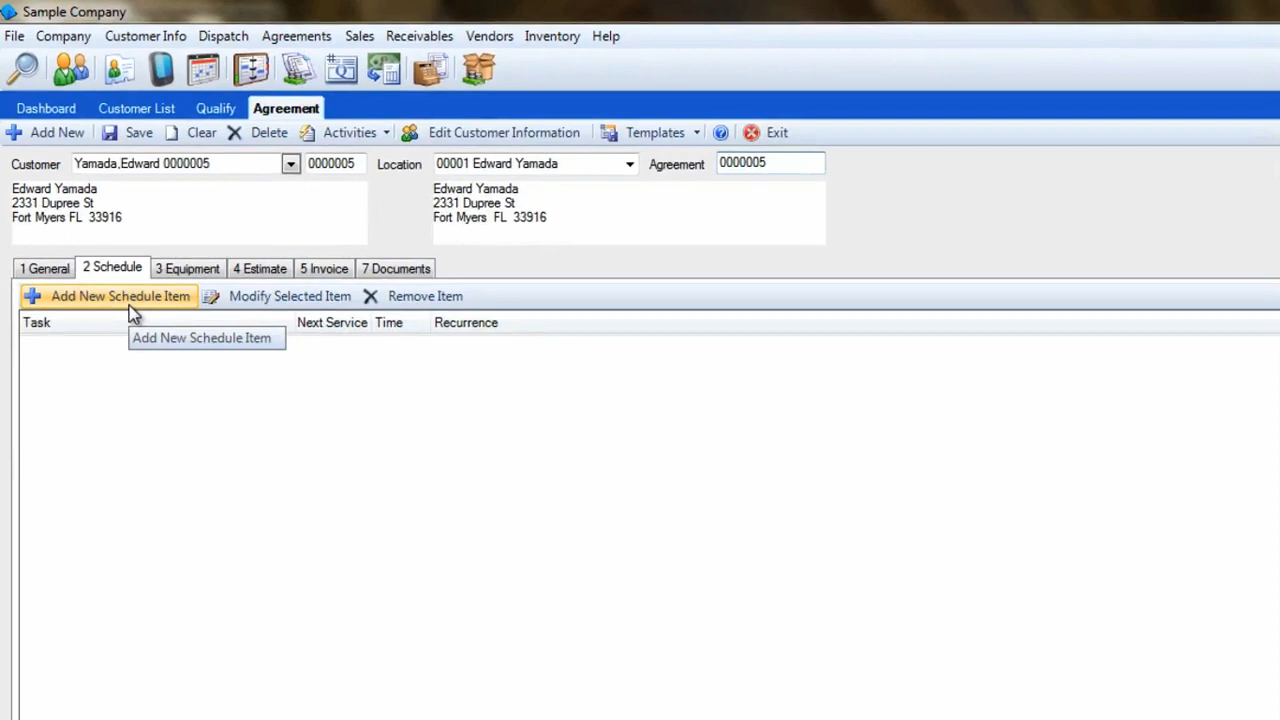 Sample Company
File Company Customer Info Dispatch Agreements Sales Receivables Vendors Inventory Help
Dashboard Customer List Qualify Agreement
Add New Save Clear Delete Activities Edit Customer Information Templates Exit
Customer Yamada,Edward 0000005 0000005 Location 00001 Edward Yamada Agreement 0000005
Edward Yamada Edward Yamada
2331 Dupree St 2331 Dupree St
Fort Myers FL 33916 Fort Myers FL 33916
1 General 2 Schedule 3 Equipment 4 Estimate 5 Invoice 7 Documents
Add New Schedule Item Modify Selected Item Remove Item
Task Next Service Time Recurrence
Add New Schedule Item